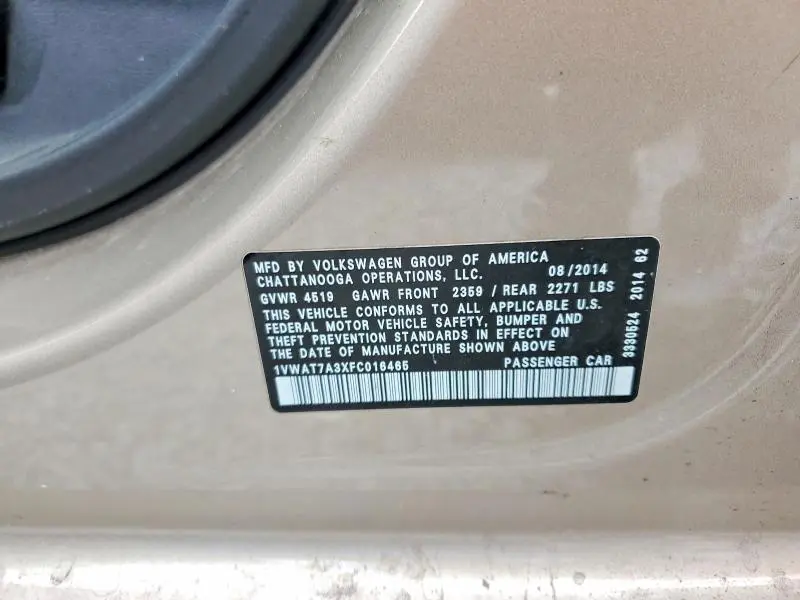 MFD BY VOLKSWAGEN GROUP OF AMERICA
CHATTANOOGA OPERATIONS, LLC. 08/2014
GVWR 4519 GAWR FRONT 2359 / REAR 2271 LBS
THIS VEHICLE CONFORMS TO ALL APPLICABLE U.S.
FEDERAL MOTOR VEHICLE SAFETY, BUMPER AND
THEFT PREVENTION STANDARDS IN EFFECT ON
THE DATE OF MANUFACTURE SHOWN ABOVE
1VWAT7A3XFC016465 PASSENGER CAR
3330524 2014 62